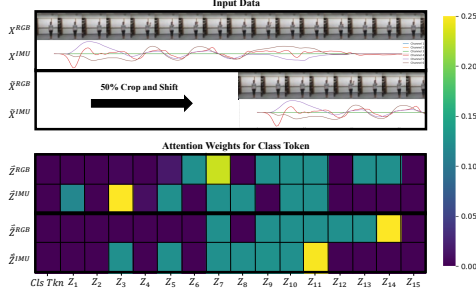 Input Data
X^RGB
X^IMU
50% Crop and Shift
X̃^RGB
X̃^IMU
Attention Weights for Class Token
Z^RGB
Z^IMU
Z̃^RGB
Z̃^IMU
Cls Tkn Z₁ Z₂ Z₃ Z₄ Z₅ Z₆ Z₇ Z₈ Z₉ Z₁₀ Z₁₁ Z₁₂ Z₁₃ Z₁₄ Z₁₅
0.25
0.20
0.15
0.10
0.05
0.00